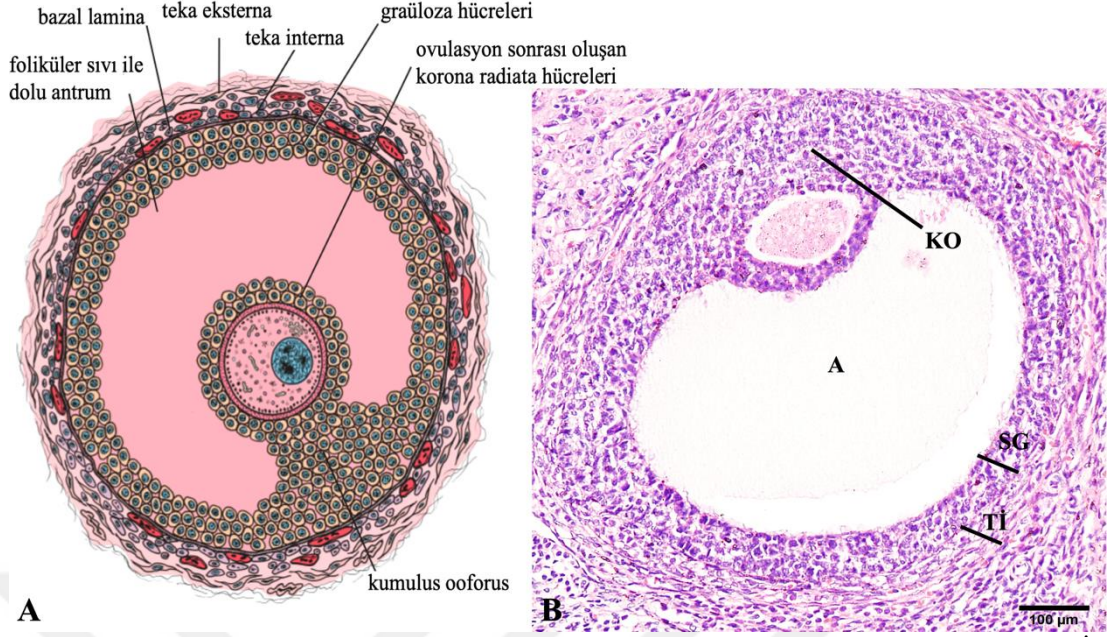 bazal lamina
teka eksterna
graüloza hücreleri
teka interna
foliküler sıvı ile
dolu antrum
ovulasyon sonrası oluşan
korona radiata hücreleri
kumulus ooforus
A
KO
A
SG
Tİ
B
100 µm